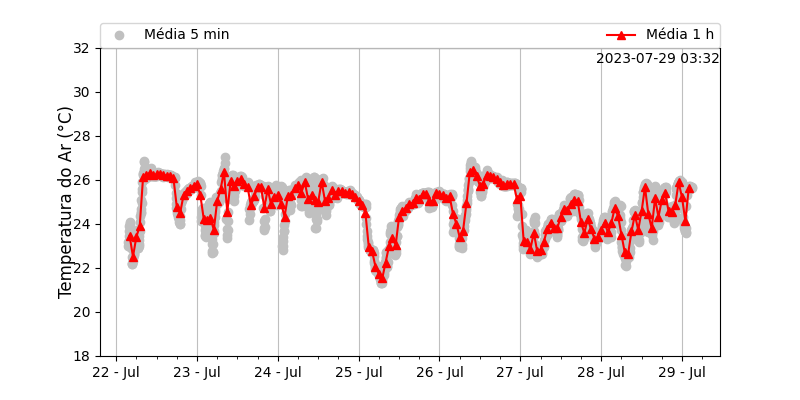 Média 5 min
Média 1 h
2023-07-29 03:32
Temperatura do Ar (°C)
32
30
28
26
24
22
20
18
22 - Jul
23 - Jul
24 - Jul
25 - Jul
26 - Jul
27 - Jul
28 - Jul
29 - Jul